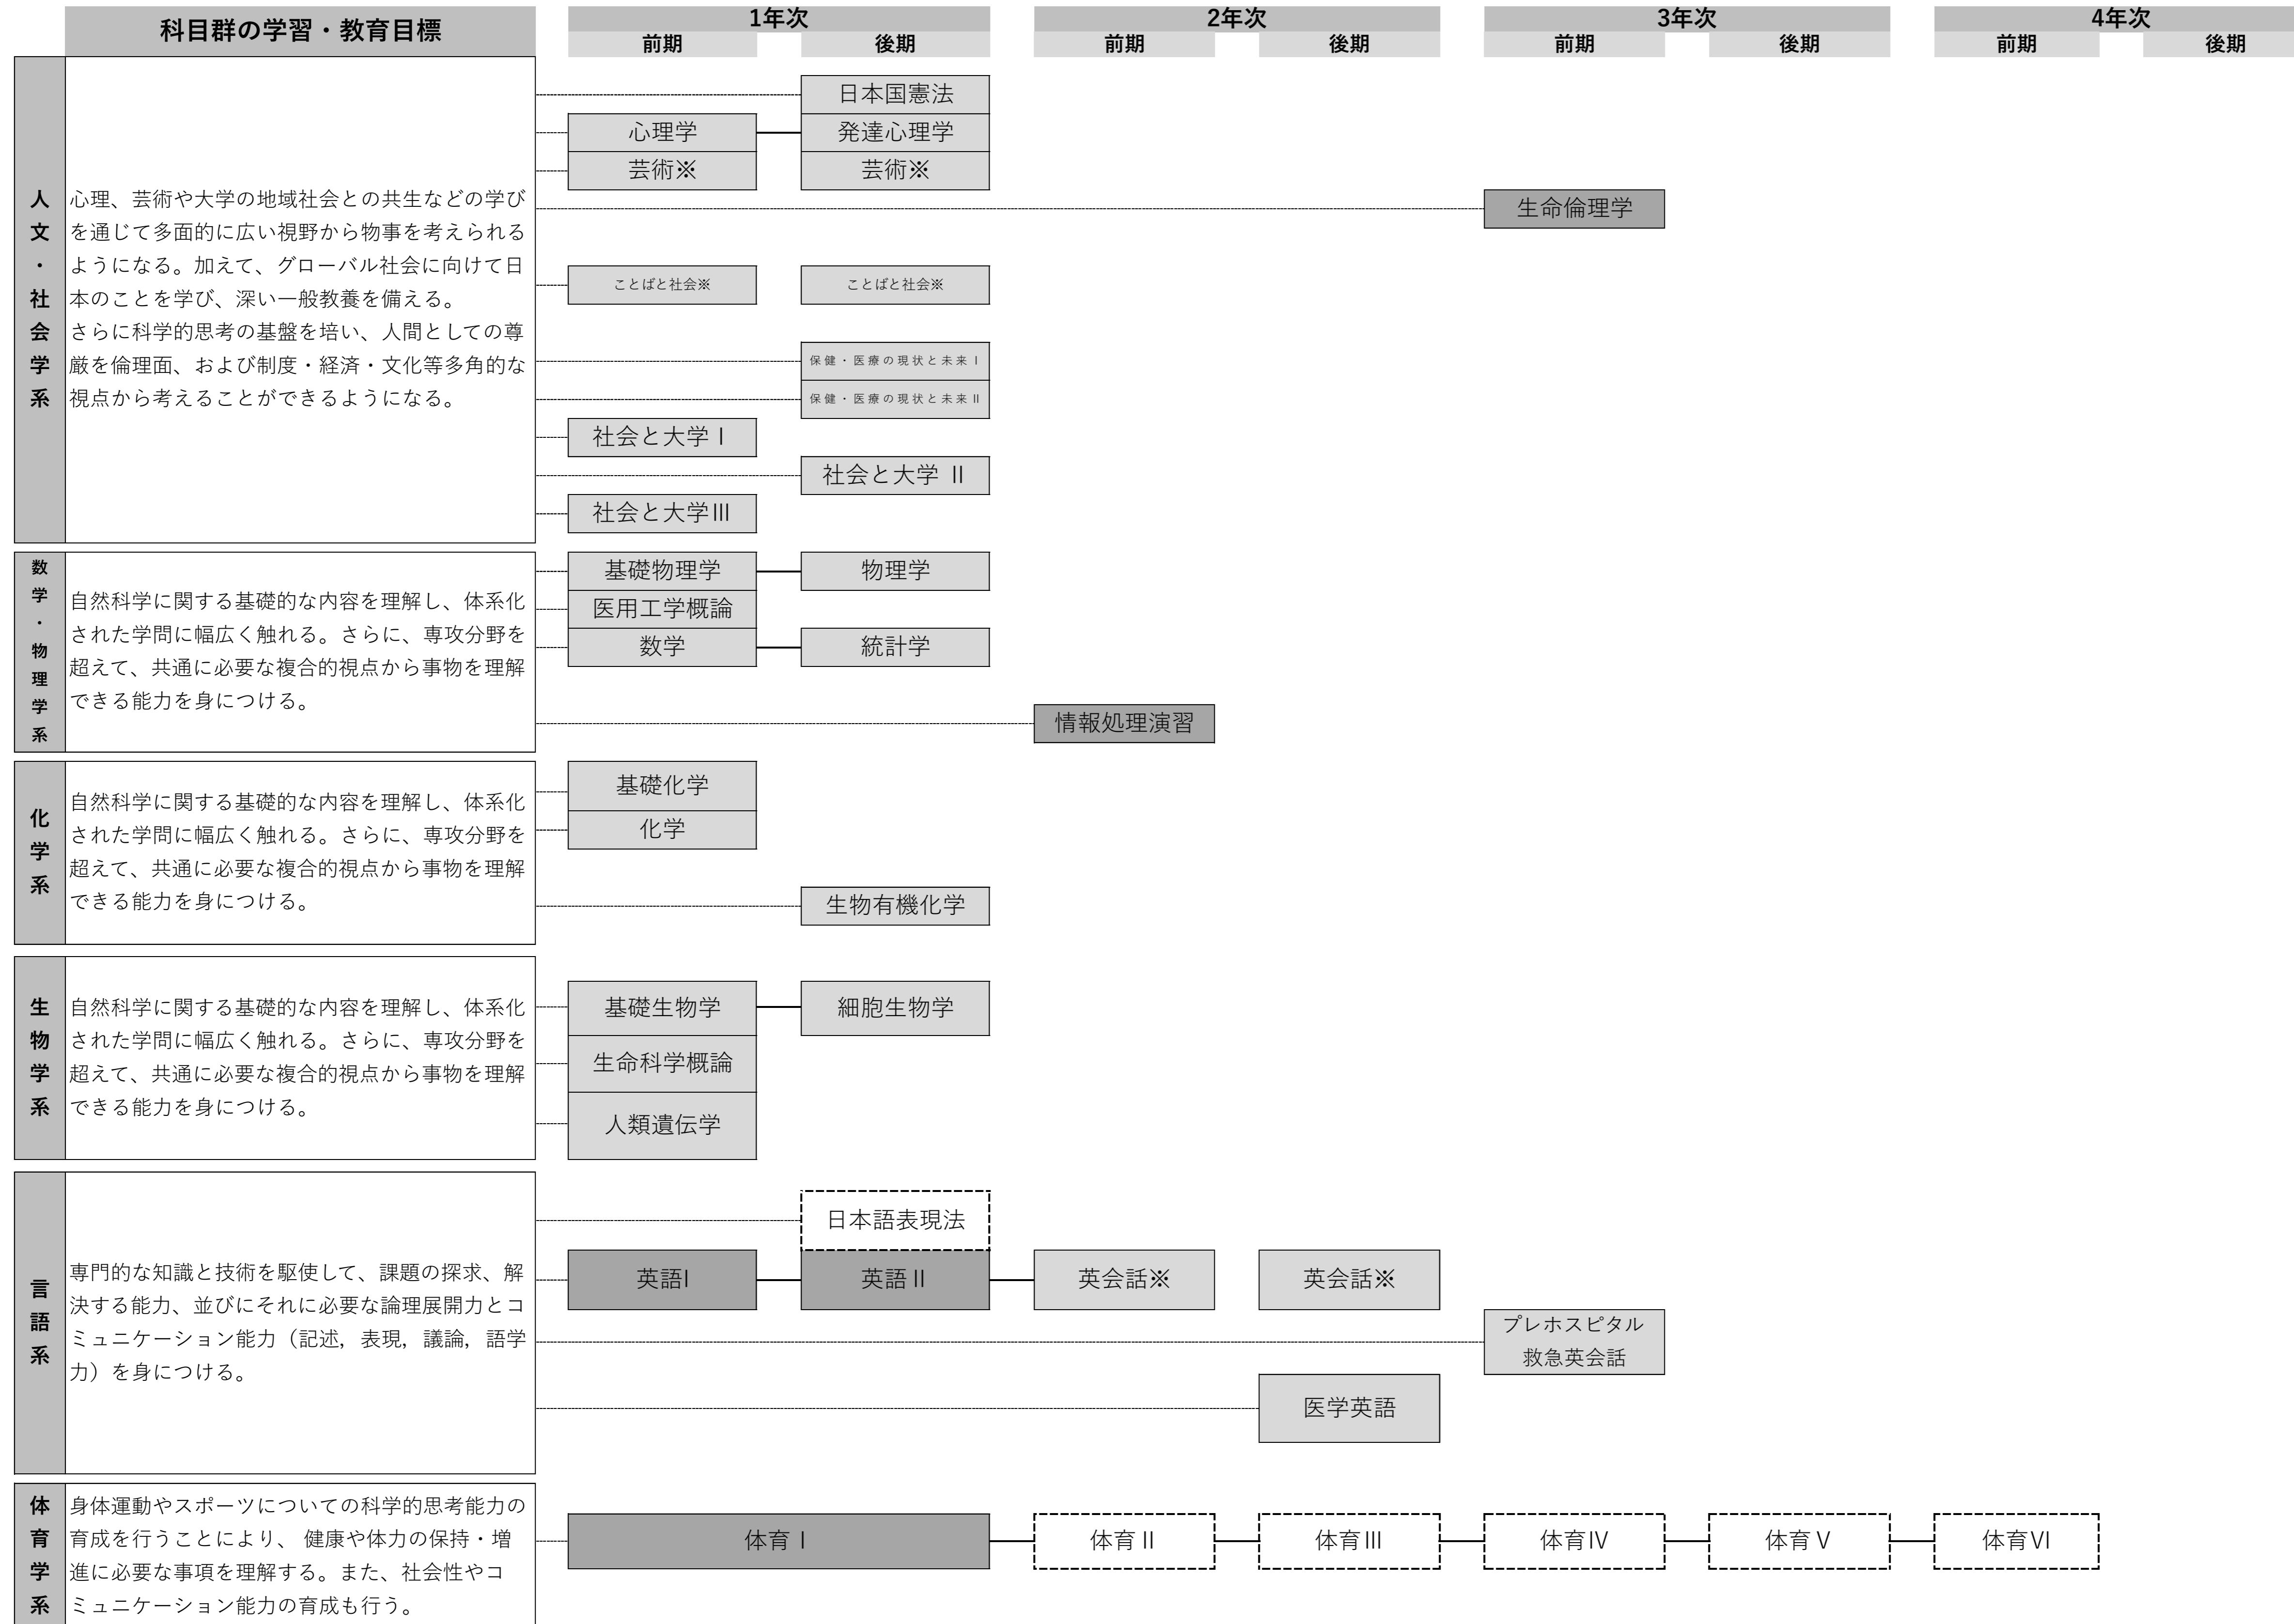 科目群の学習・教育目標
1年次
2年次
3年次
4年次
前期
後期
前期
後期
前期
後期
前期
後期
人文・社会学系
心理、芸術や大学の地域社会との共生などの学び
を通じて多面的に広い視野から物事を考えられる
ようになる。加えて、グローバル社会に向けて日
本のことを学び、深い一般教養を備える。
さらに科学的思考の基盤を培い、人間としての尊
厳を倫理面、および制度・経済・文化等多角的な
視点から考えることができるようになる。
日本国憲法
心理学
発達心理学
芸術※
芸術※
生命倫理学
ことばと社会※
ことばと社会※
保健・医療の現状と未来Ⅰ
保健・医療の現状と未来Ⅱ
社会と大学Ⅰ
社会と大学 Ⅱ
社会と大学Ⅲ
数学・物理学系
自然科学に関する基礎的な内容を理解し、体系化
された学問に幅広く触れる。さらに、専攻分野を
超えて、共通に必要な複合的視点から事物を理解
できる能力を身につける。
基礎物理学
物理学
医用工学概論
数学
統計学
情報処理演習
化学系
自然科学に関する基礎的な内容を理解し、体系化
された学問に幅広く触れる。さらに、専攻分野を
超えて、共通に必要な複合的視点から事物を理解
できる能力を身につける。
基礎化学
化学
生物有機化学
生物学系
自然科学に関する基礎的な内容を理解し、体系化
された学問に幅広く触れる。さらに、専攻分野を
超えて、共通に必要な複合的視点から事物を理解
できる能力を身につける。
基礎生物学
細胞生物学
生命科学概論
人類遺伝学
言語系
専門的な知識と技術を駆使して、課題の探求、解
決する能力、並びにそれに必要な論理展開力とコ
ミュニケーション能力（記述，表現，議論，語学
力）を身につける。
日本語表現法
英語Ⅰ
英語Ⅱ
英会話※
英会話※
プレホスピタル
救急英会話
医学英語
体育学系
身体運動やスポーツについての科学的思考能力の
育成を行うことにより、 健康や体力の保持・増
進に必要な事項を理解する。また、社会性やコ
ミュニケーション能力の育成も行う。
体育Ⅰ
体育Ⅱ
体育Ⅲ
体育Ⅳ
体育Ⅴ
体育Ⅵ